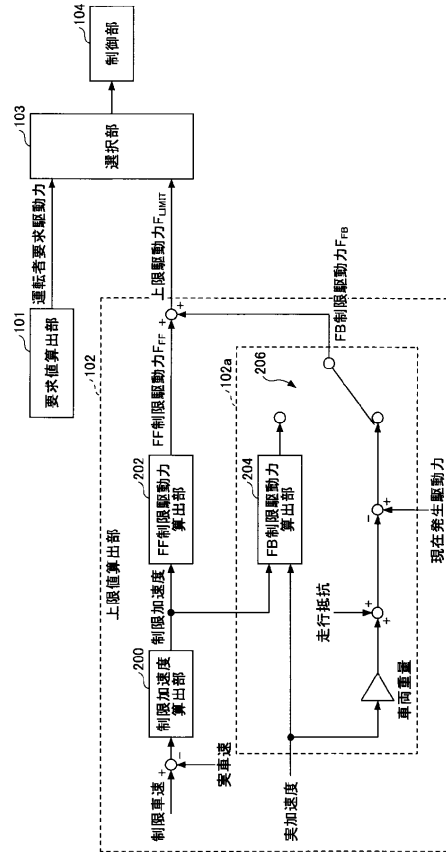 104
制御部
103
選択部
運転者要求駆動力
上限駆動力FLIMIT
101
要求値算出部
102
上限値算出部
FF制限駆動力FFF
FB制限駆動力FFB
102a
206
202
FF制限駆動力
算出部
204
FB制限駆動力
算出部
制限加速度
200
制限加速度
算出部
制限車速
実車速
実加速度
走行抵抗
車両重量
現在発生駆動力
+
-
+
+
+
+
-
+